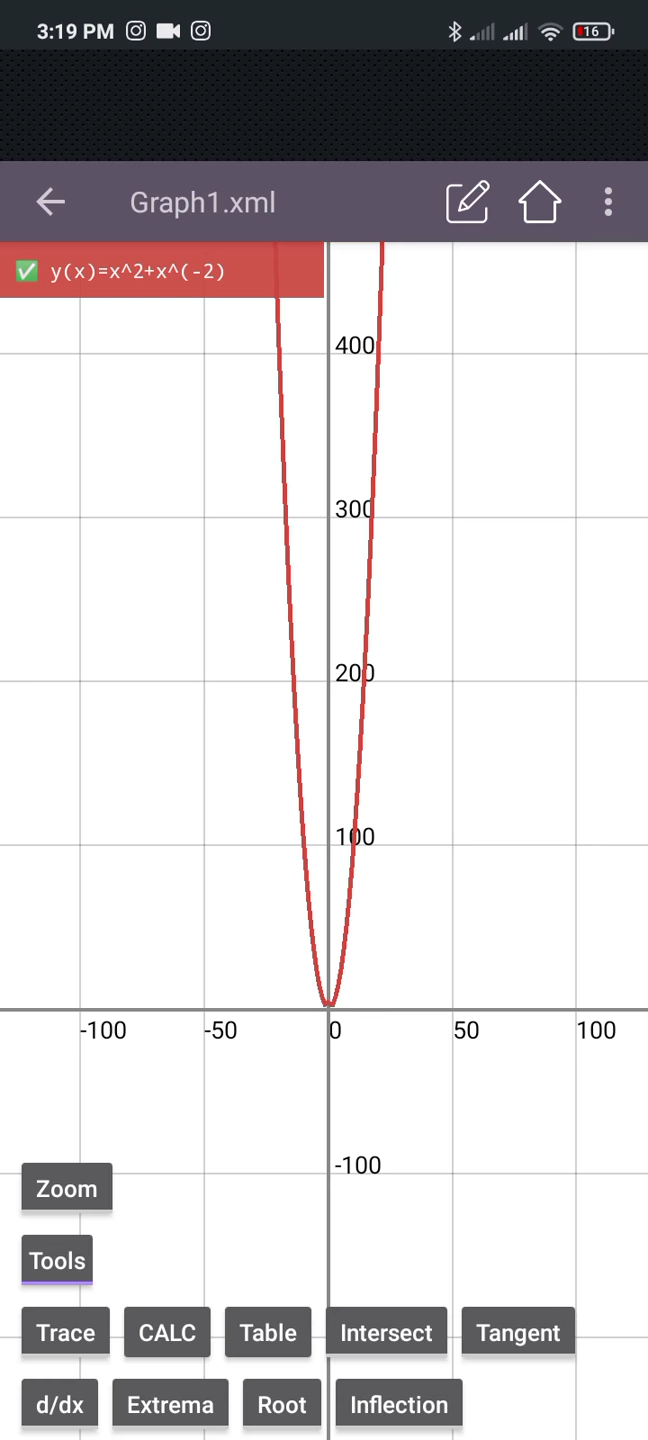 3:19 PM 16
Graph1.xml
y(x)=x^2+x^(-2)
400
300
200
100
-100 -50 0 50 100
-100
Zoom
Tools
Trace CALC Table Intersect Tangent
d/dx Extrema Root Inflection